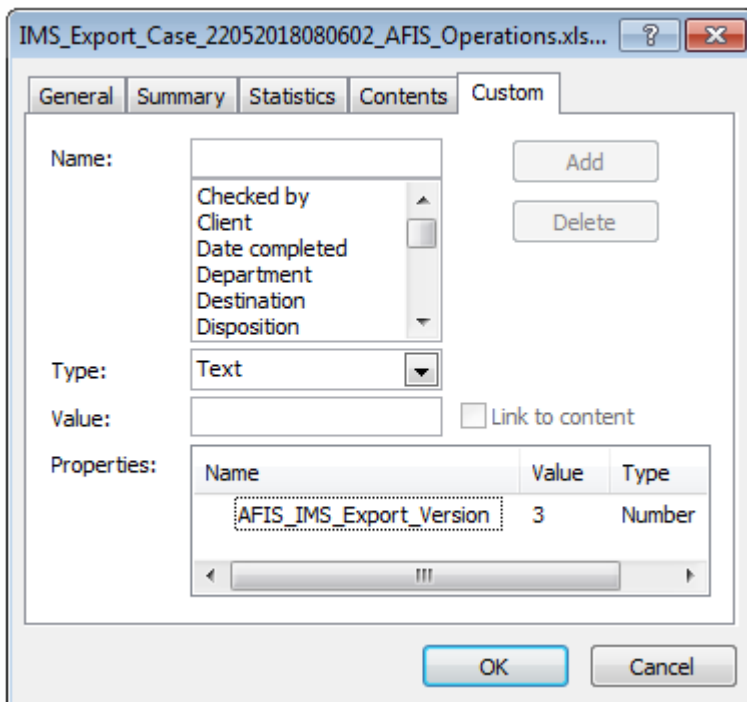 IMS_Export_Case_22052018080602_AFIS_Operations.xls...
General Summary Statistics Contents Custom
Name:
Add
Checked by
Client
Date completed
Department
Destination
Disposition
Delete
Type: Text
Value:
Link to content
Properties:
Name Value Type
AFIS_IMS_Export_Version 3 Number
OK Cancel